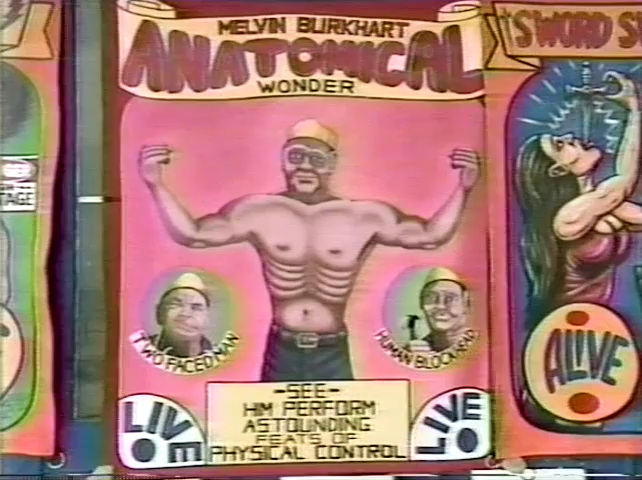 MELVIN BURKHART
ANATOMICAL
WONDER
SWORD S
SEE
TWO FACED MAN
HUMAN BLOCKHEAD
-SEE-
HIM PERFORM
ASTOUNDING
FEATS OF
PHYSICAL CONTROL
LIVE
LIVE
ALIVE